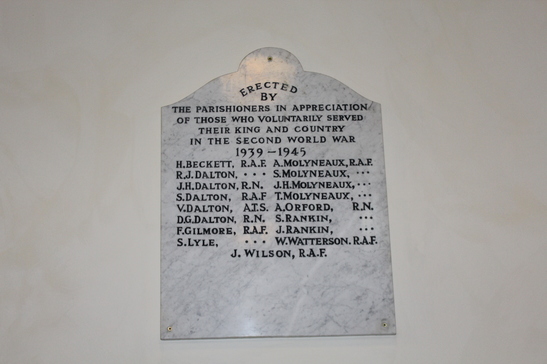 ERECTED
BY
THE PARISHIONERS IN APPRECIATION
OF THOSE WHO VOLUNTARILY SERVED
THEIR KING AND COUNTRY
IN THE SECOND WORLD WAR
1939-1945
H. BECKETT, R.A.F. A. MOLYNEAUX, R.A.F.
R.J. DALTON, ··· S. MOLYNEAUX, ···
J.H. DALTON, R.N. J.H. MOLYNEAUX, ···
S. DALTON, R.A.F T. MOLYNEAUX, ···
V. DALTON, A.T.S. A. ORFORD, R.N.
D.G. DALTON, R.N. S. RANKIN, ···
F. GILMORE, R.A.F. J. RANKIN, ···
S. LYLE, ··· W. WATTERSON. R.A.F.
J. WILSON, R.A.F.